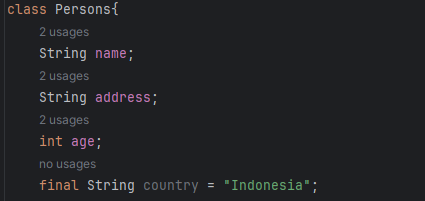 class Persons{
2 usages
String name;
2 usages
String address;
2 usages
int age;
no usages
final String country = "Indonesia";